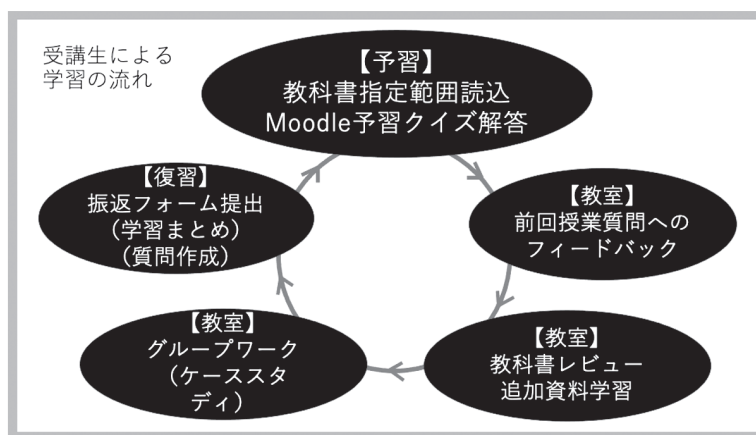 受講生による
学習の流れ
【予習】
教科書指定範囲読込
Moodle予習クイズ解答
【教室】
前回授業質問への
フィードバック
【教室】
教科書レビュー
追加資料学習
【教室】
グループワーク
（ケーススタ
ディ）
【復習】
振返フォーム提出
（学習まとめ）
（質問作成）